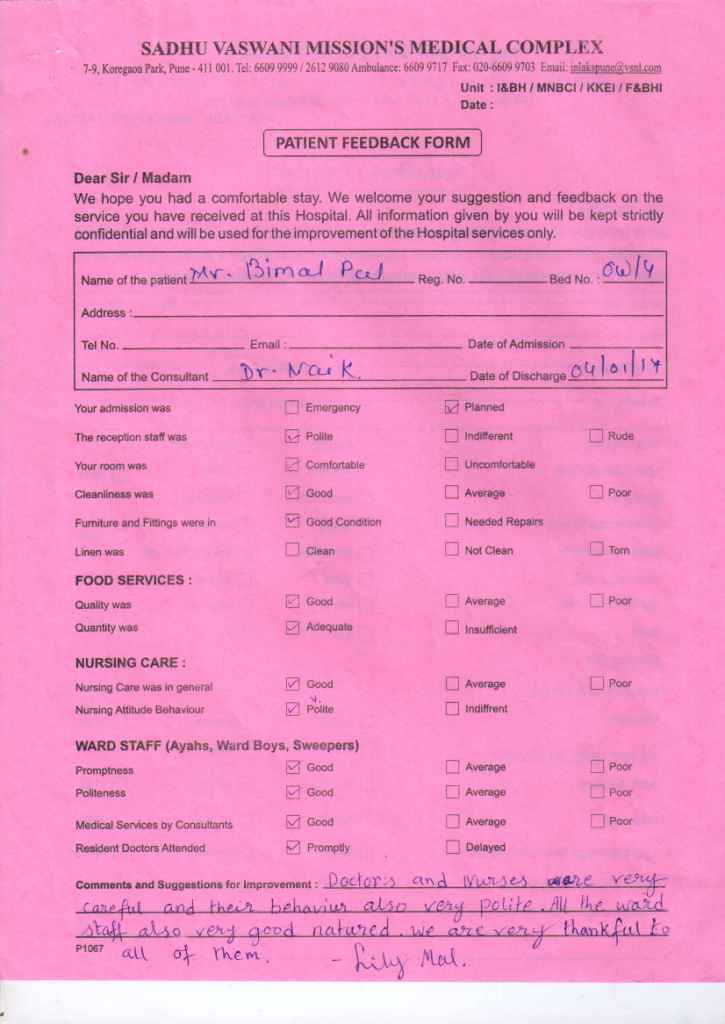 SADHU VASWANI MISSION'S MEDICAL COMPLEX
7-9, Koregaon Park, Pune - 411 001. Tel: 6609 9999 / 2612 9080 Ambulance: 6609 9717 Fax: 020-6609 9703 Email: inlakspune@vsnl.com
Unit : I&BH / MNBCI / KKEI / F&BHI
Date :
PATIENT FEEDBACK FORM
Dear Sir / Madam
We hope you had a comfortable stay. We welcome your suggestion and feedback on the
service you have received at this Hospital. All information given by you will be kept strictly
confidential and will be used for the improvement of the Hospital services only.
Name of the patient Mr. Bimal Pal Reg. No. Bed No. : OW/4
Address :
Tel No. Email : Date of Admission
Name of the Consultant Dr. Naik Date of Discharge 04/01/17
Your admission was Emergency Planned
The reception staff was Polite Indifferent Rude
Your room was Comfortable Uncomfortable
Cleanliness was Good Average Poor
Furniture and Fittings were in Good Condition Needed Repairs
Linen was Clean Not Clean Torn
FOOD SERVICES :
Quality was Good Average Poor
Quantity was Adequate Insufficient
NURSING CARE :
Nursing Care was in general Good Average Poor
Nursing Attitude Behaviour v. Polite Indiffrent
WARD STAFF (Ayahs, Ward Boys, Sweepers)
Promptness Good Average Poor
Politeness Good Average Poor
Medical Services by Consultants Good Average Poor
Resident Doctors Attended Promptly Delayed
Comments and Suggestions for Improvement : Doctors and Nurses are very
careful and their behaviur also very polite. All the ward
staff also very good natured. we are very thankful to
P1067 all of them. - Lily Mal.